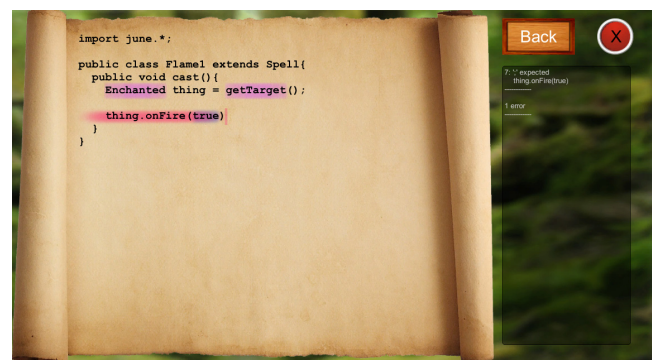 import june.*;
public class Flame1 extends Spell{
public void cast(){
Enchanted thing = getTarget();
thing.onFire(true)
}
}
Back
X
7: ';' expected
thing.onFire(true)
1 error